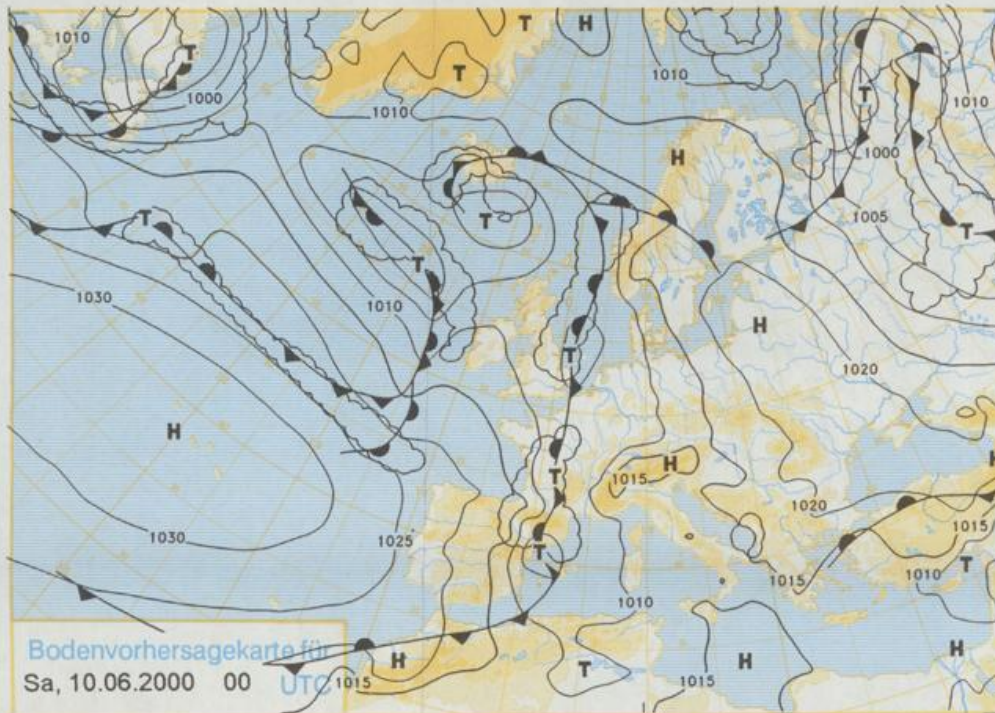 T H
1010 T T
1010 1010
1000 1010 T
1000
H
T T 1005 T
T
1030 1010 H
T 1020
H
1015 H H
T 1020
1030 1025 1015
T 1015 1010 T
1010
Bodenvorhersagekarte für
Sa, 10.06.2000 00 UTC
H T H H
1015 1015